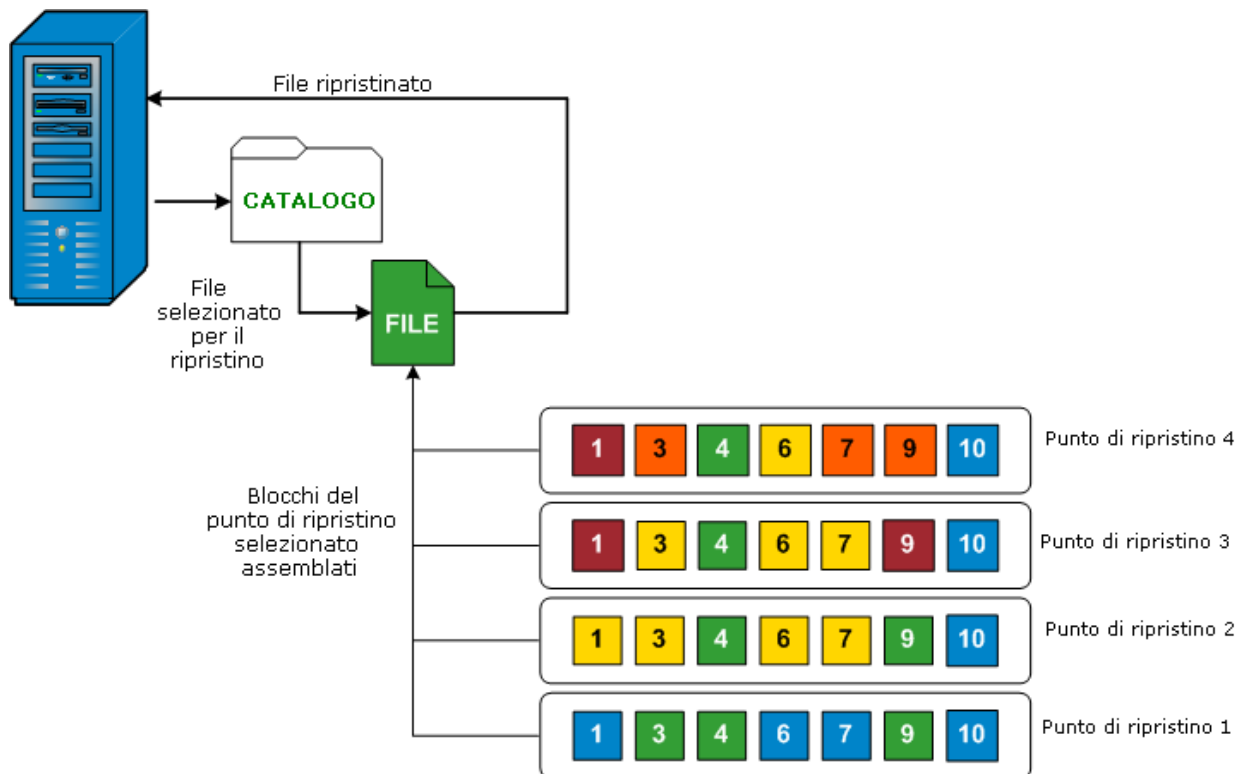 File ripristinato
CATALOGO
File
selezionato
per il
ripristino
FILE
1 3 4 6 7 9 10
Punto di ripristino 4
Blocchi del
punto di ripristino
selezionato
assemblati
1 3 4 6 7 9 10
Punto di ripristino 3
1 3 4 6 7 9 10
Punto di ripristino 2
1 3 4 6 7 9 10
Punto di ripristino 1